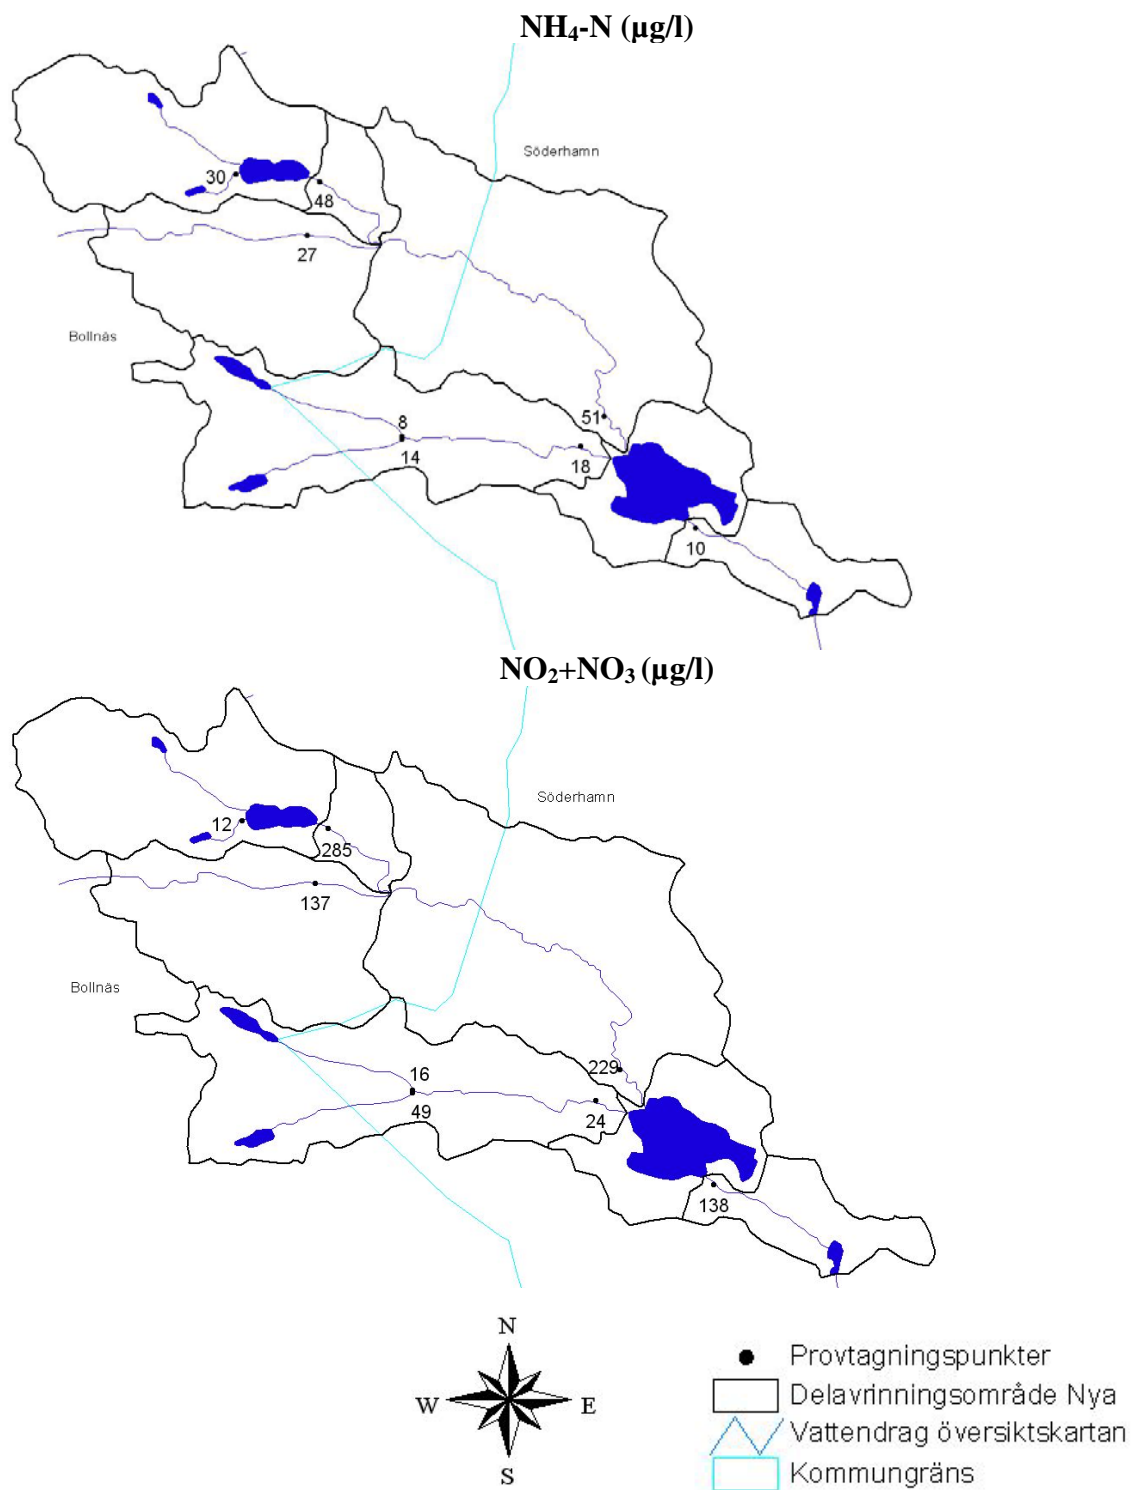 NH₄-N (µg/l)
Söderhamn
30
48
27
Bollnäs
8
14
51
18
10
NO₂+NO₃ (µg/l)
Söderhamn
12
285
137
Bollnäs
16
49
229
24
138
N
W E
S
Provtagningspunkter
Delavrinningsområde Nya
Vattendrag översiktskartan
Kommungräns